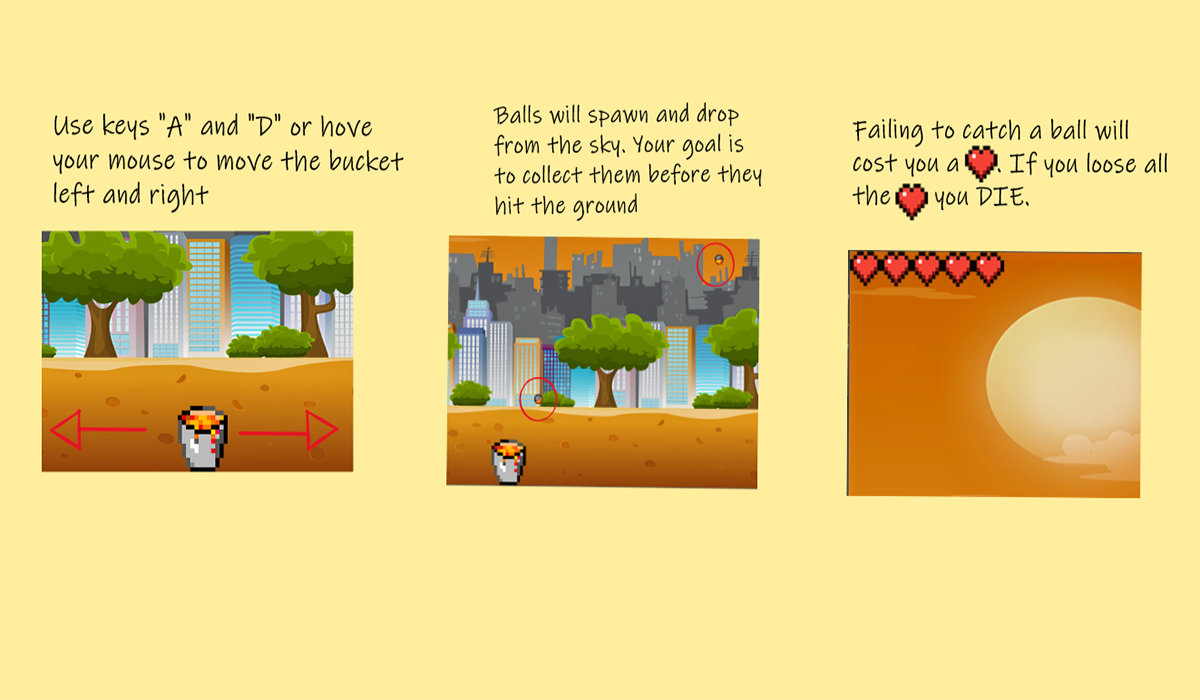 Use keys "A" and "D" or hove
your mouse to move the bucket
left and right
Balls will spawn and drop
from the sky. Your goal is
to collect them before they
hit the ground
Failing to catch a ball will
cost you a . If you loose all
the you DIE.